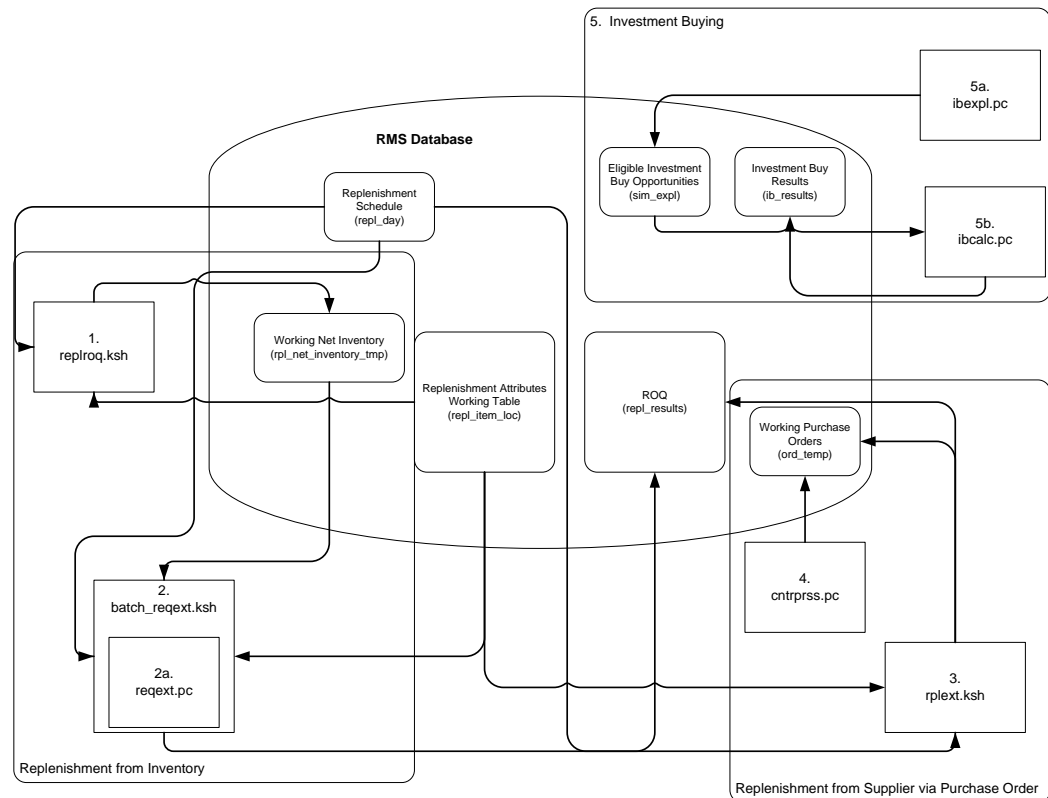 5.  Investment Buying
5a.
ibexpl.pc
RMS Database
Eligible Investment
Buy Opportunities
(sim_expl)
Investment Buy
Results
(ib_results)
Replenishment
Schedule
(repl_day)
5b.
ibcalc.pc
1.
replroq.ksh
Working Net Inventory
(rpl_net_inventory_tmp)
Replenishment Attributes
Working Table
(repl_item_loc)
ROQ
(repl_results)
Working Purchase
Orders
(ord_temp)
4.
cntrprss.pc
2.
batch_reqext.ksh
2a.
reqext.pc
3.
rplext.ksh
Replenishment from Inventory
Replenishment from Supplier via Purchase Order